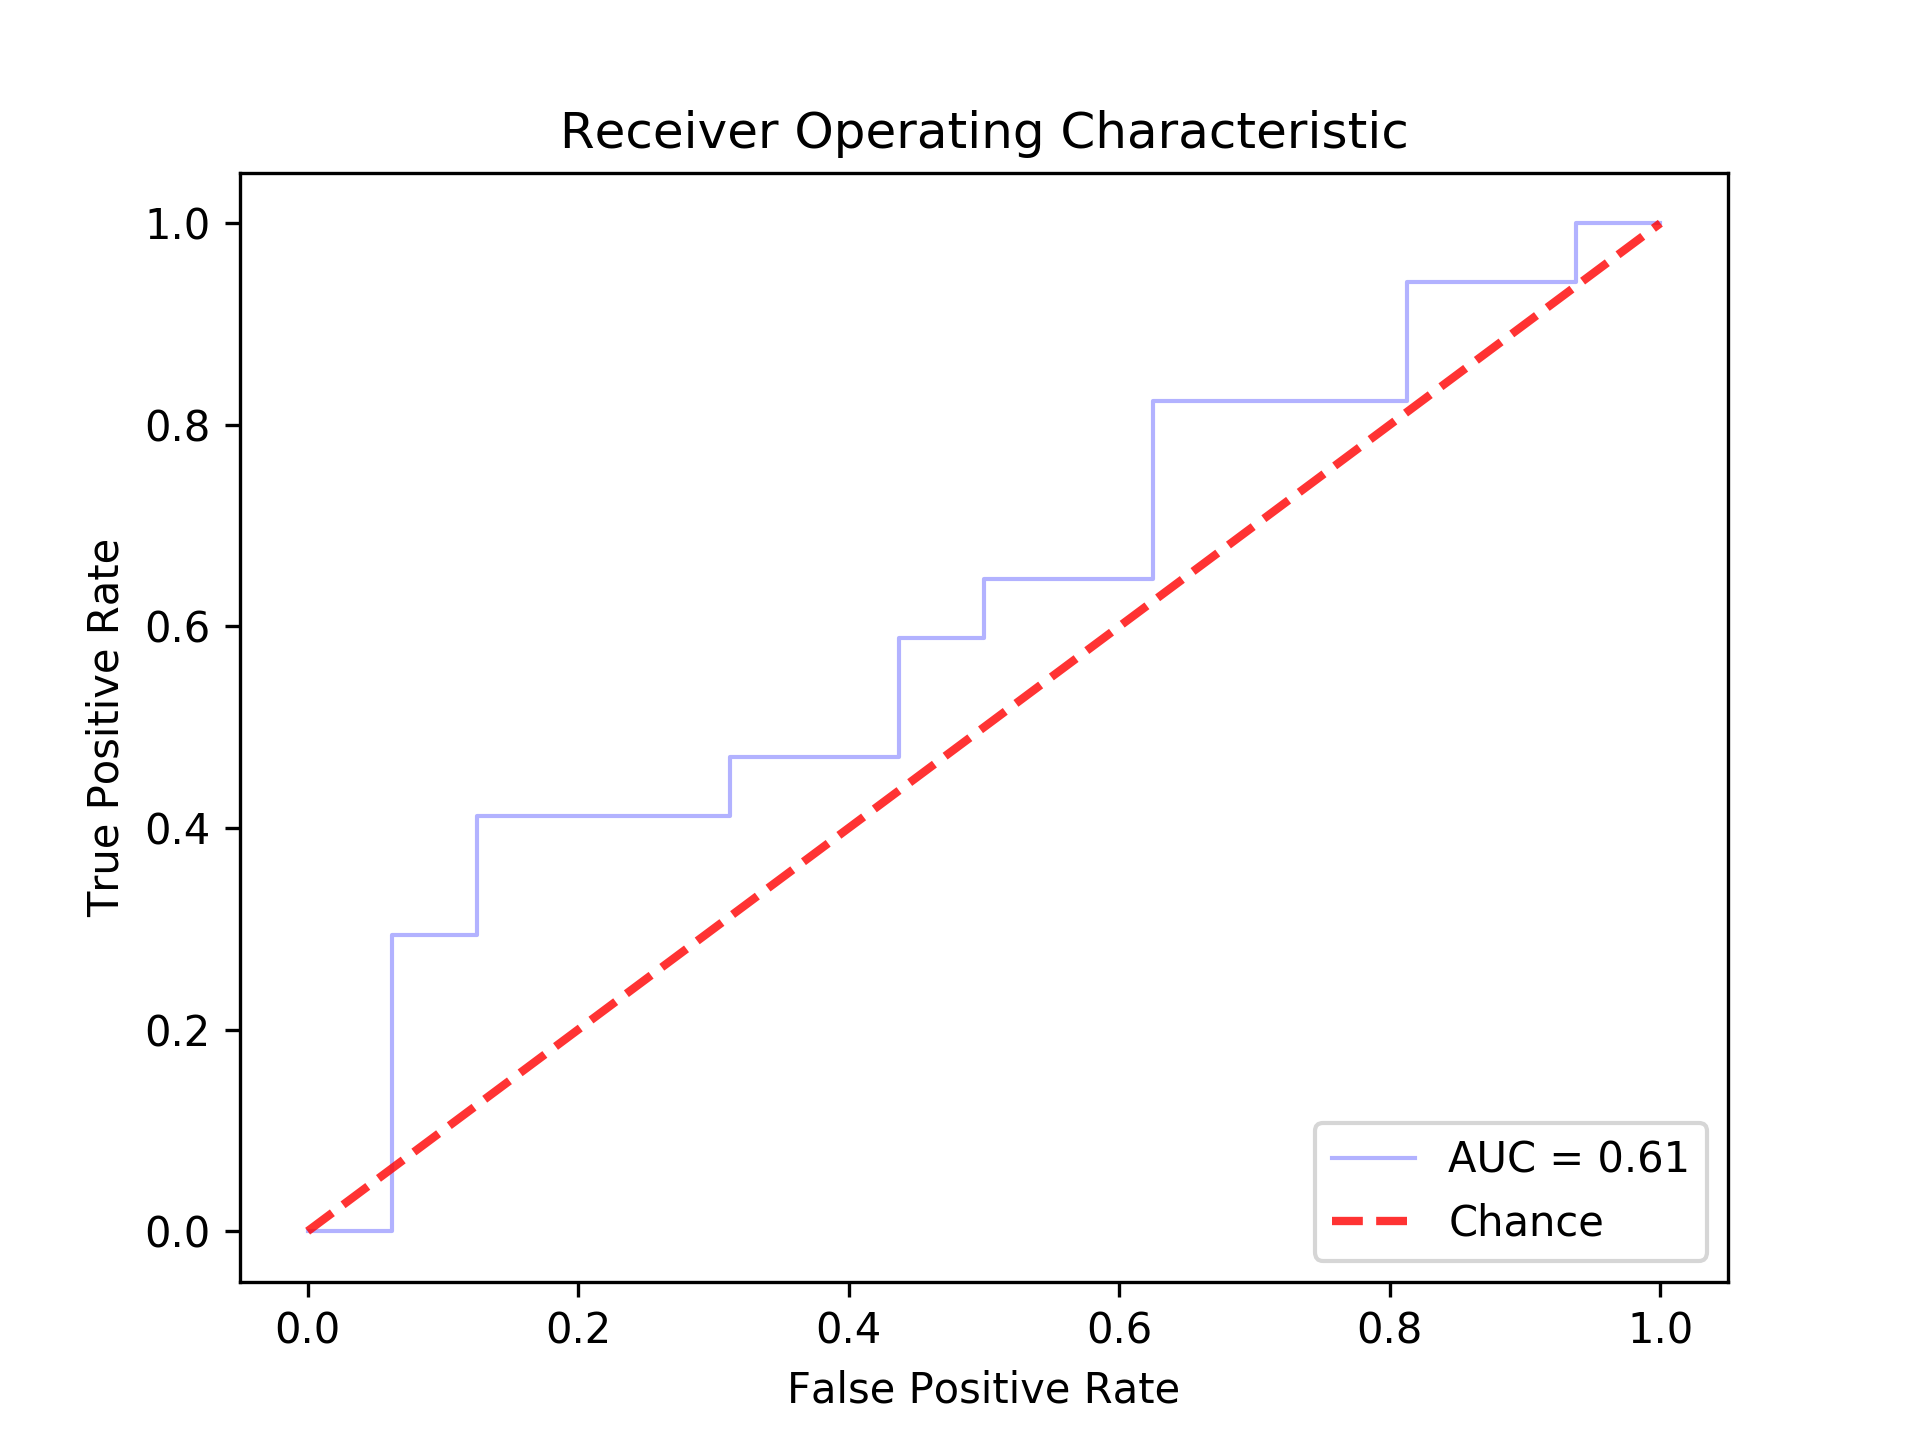 Receiver Operating Characteristic
1.0
0.8
0.6
0.4
0.2
0.0
True Positive Rate
AUC = 0.61
Chance
0.0 0.2 0.4 0.6 0.8 1.0
False Positive Rate